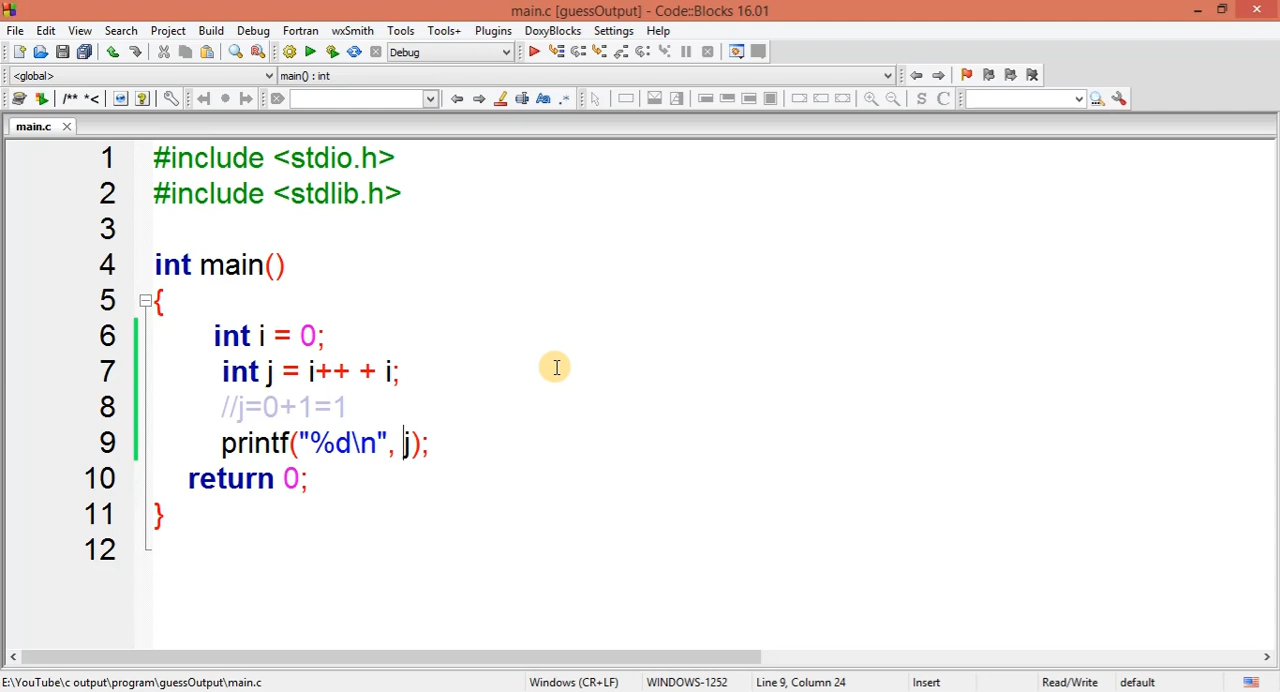 main.c [guessOutput] - Code::Blocks 16.01
File Edit View Search Project Build Debug Fortran wxSmith Tools Tools+ Plugins DoxyBlocks Settings Help
Debug
<global> main() : int
/** *< S C
main.c
1 #include <stdio.h>
2 #include <stdlib.h>
3
4 int main()
5 {
6 int i = 0;
7 int j = i++ + i;
8 //j=0+1=1
9 printf("%d\n", j);
10 return 0;
11 }
12
E:\YouTube\c output\program\guessOutput\main.c Windows (CR+LF) WINDOWS-1252 Line 9, Column 24 Insert Read/Write default